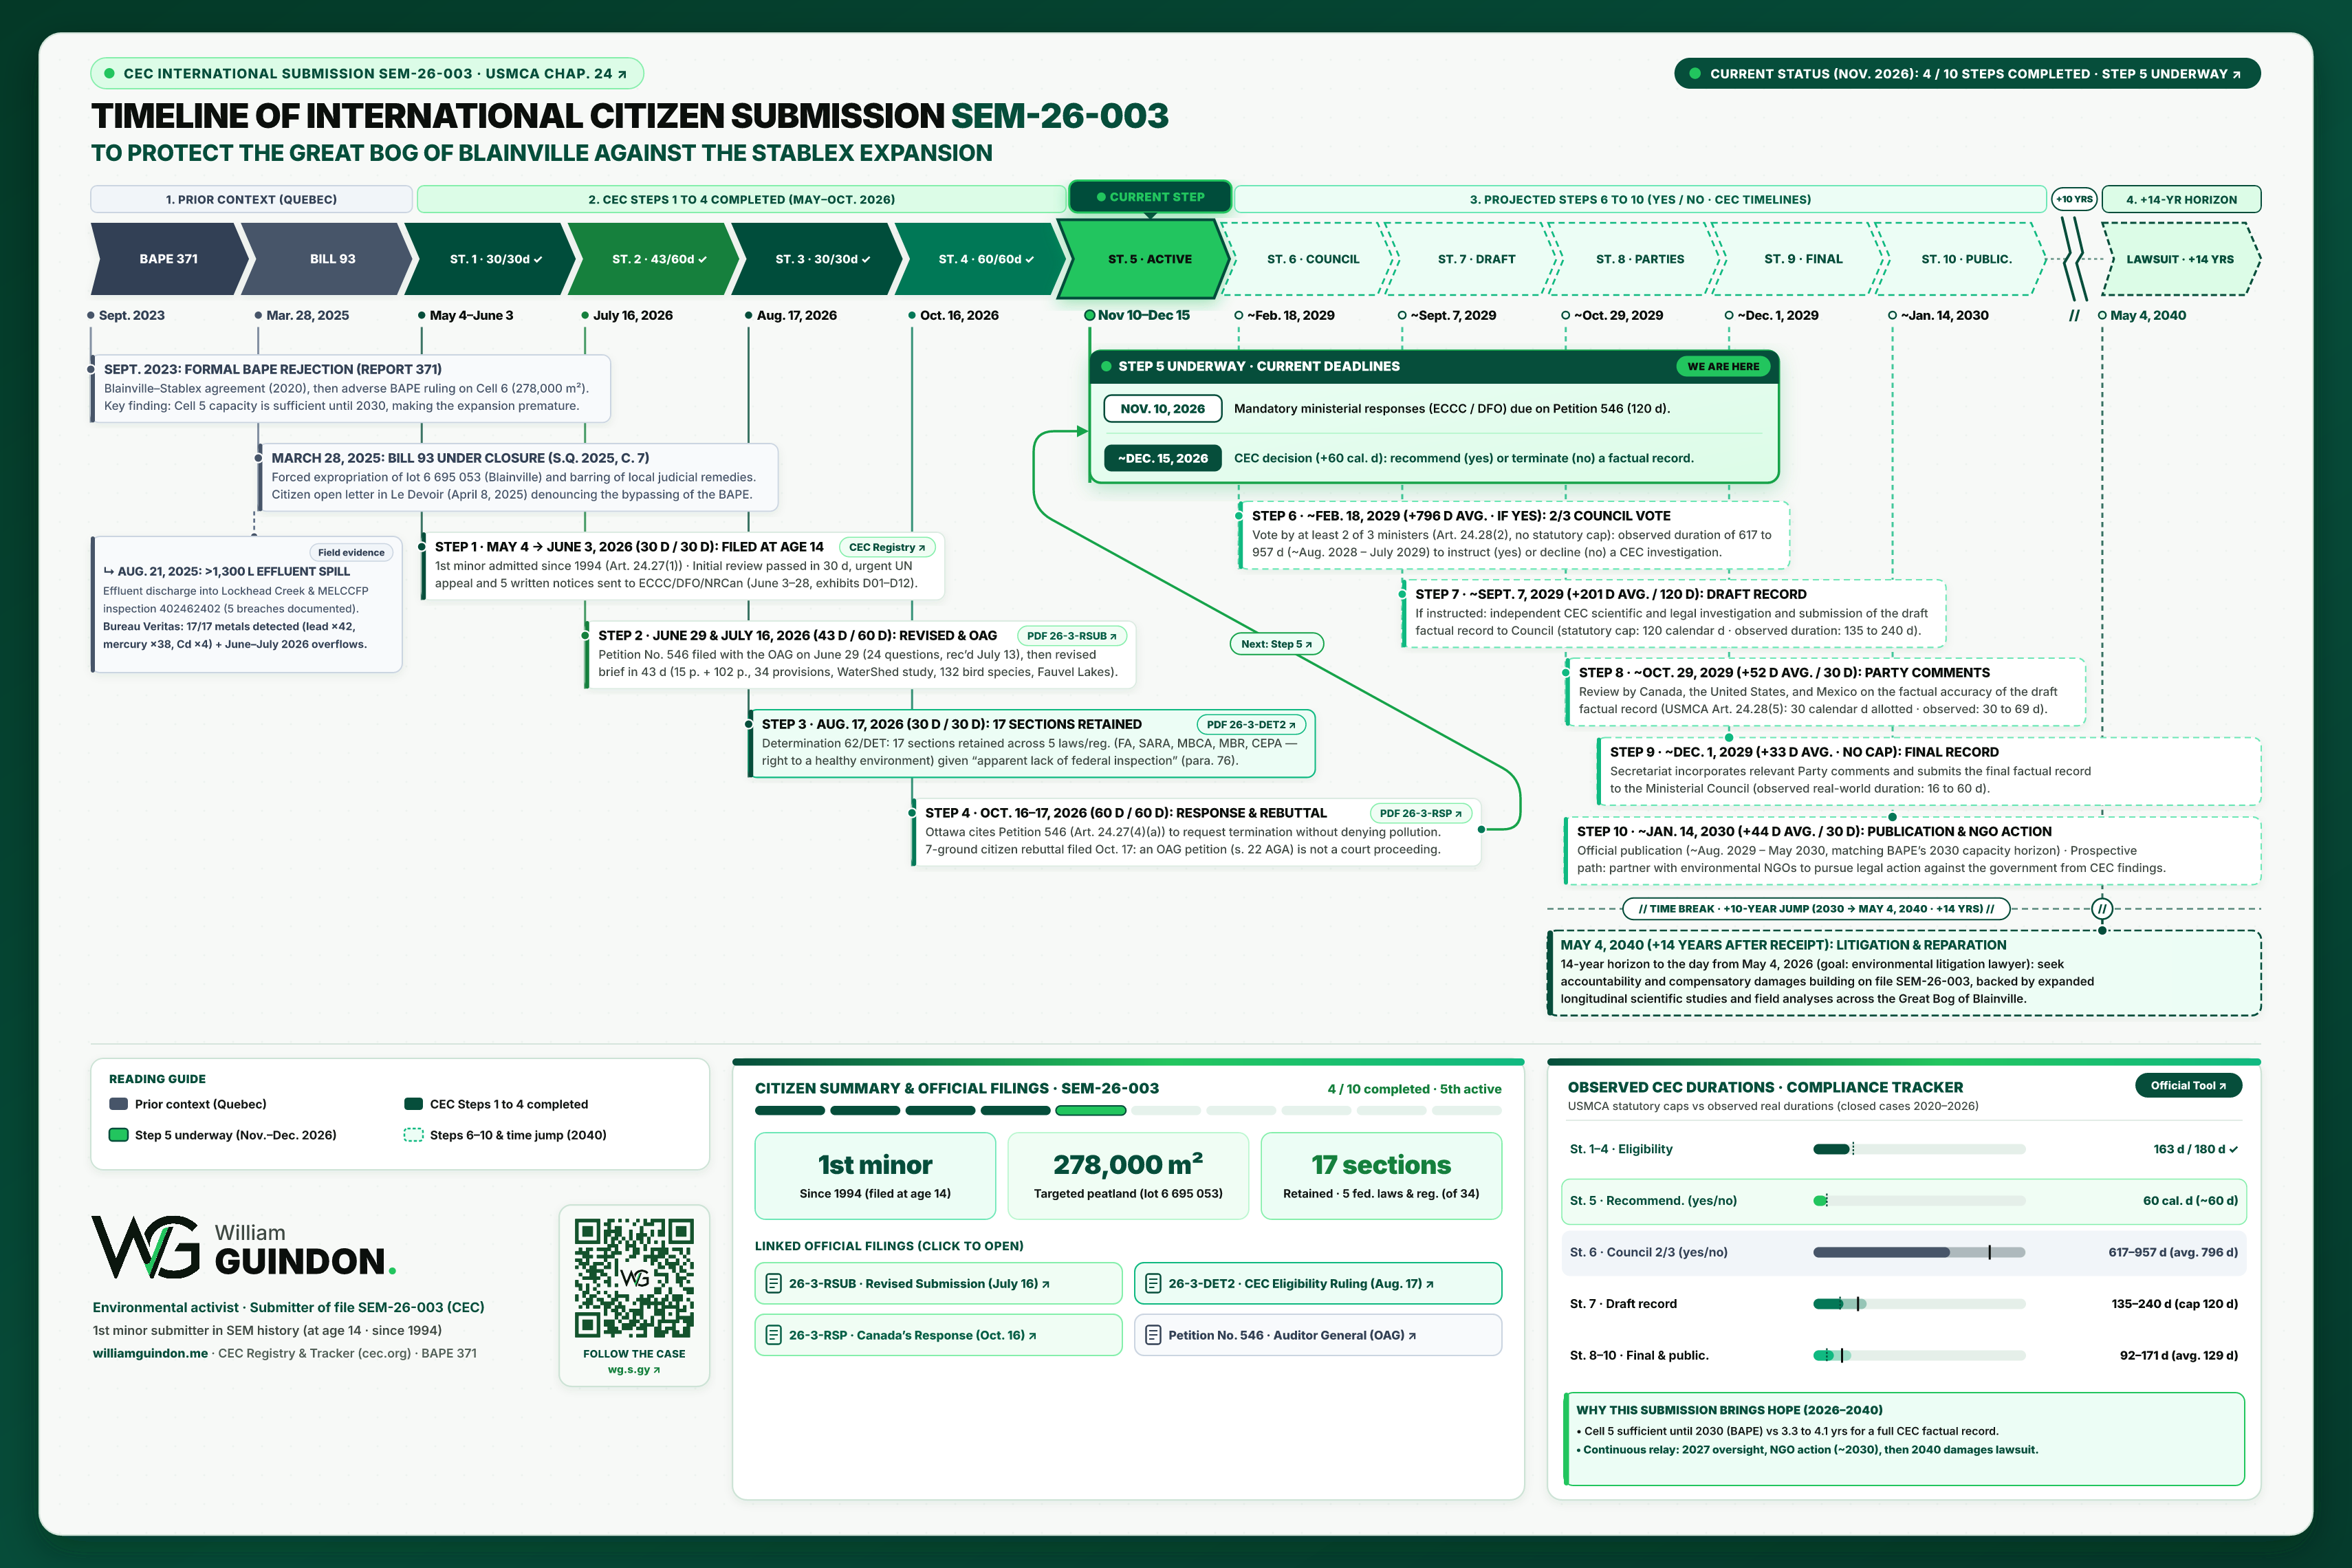 CEC INTERNATIONAL SUBMISSION SEM-26-003 · USMCA CHAP. 24 ↗
CURRENT STATUS (NOV. 2026): 4 / 10 STEPS COMPLETED · STEP 5 UNDERWAY ↗
TIMELINE OF INTERNATIONAL CITIZEN SUBMISSION SEM-26-003
TO PROTECT THE GREAT BOG OF BLAINVILLE AGAINST THE STABLEX EXPANSION
1. PRIOR CONTEXT (QUEBEC)
2. CEC STEPS 1 TO 4 COMPLETED (MAY–OCT. 2026)
CURRENT STEP
3. PROJECTED STEPS 6 TO 10 (YES / NO · CEC TIMELINES)
+10 YRS
4. +14-YR HORIZON
BAPE 371
BILL 93
ST. 1 · 30/30d ✓
ST. 2 · 43/60d ✓
ST. 3 · 30/30d ✓
ST. 4 · 60/60d ✓
ST. 5 · ACTIVE
ST. 6 · COUNCIL
ST. 7 · DRAFT
ST. 8 · PARTIES
ST. 9 · FINAL
ST. 10 · PUBLIC.
LAWSUIT · +14 YRS
Sept. 2023
Mar. 28, 2025
May 4–June 3
July 16, 2026
Aug. 17, 2026
Oct. 16, 2026
Nov 10–Dec 15
~Feb. 18, 2029
~Sept. 7, 2029
~Oct. 29, 2029
~Dec. 1, 2029
~Jan. 14, 2030
//
May 4, 2040
SEPT. 2023: FORMAL BAPE REJECTION (REPORT 371)
Blainville–Stablex agreement (2020), then adverse BAPE ruling on Cell 6 (278,000 m²).
Key finding: Cell 5 capacity is sufficient until 2030, making the expansion premature.
MARCH 28, 2025: BILL 93 UNDER CLOSURE (S.Q. 2025, C. 7)
Forced expropriation of lot 6 695 053 (Blainville) and barring of local judicial remedies.
Citizen open letter in Le Devoir (April 8, 2025) denouncing the bypassing of the BAPE.
Field evidence
↳ AUG. 21, 2025: >1,300 L EFFLUENT SPILL
Effluent discharge into Lockhead Creek & MELCCFP
inspection 402462402 (5 breaches documented).
Bureau Veritas: 17/17 metals detected (lead ×42,
mercury ×38, Cd ×4) + June–July 2026 overflows.
STEP 1 · MAY 4 → JUNE 3, 2026 (30 D / 30 D): FILED AT AGE 14
CEC Registry ↗
1st minor admitted since 1994 (Art. 24.27(1)) · Initial review passed in 30 d, urgent UN
appeal and 5 written notices sent to ECCC/DFO/NRCan (June 3–28, exhibits D01–D12).
STEP 2 · JUNE 29 & JULY 16, 2026 (43 D / 60 D): REVISED & OAG
PDF 26-3-RSUB ↗
Petition No. 546 filed with the OAG on June 29 (24 questions, rec’d July 13), then revised
brief in 43 d (15 p. + 102 p., 34 provisions, WaterShed study, 132 bird species, Fauvel Lakes).
STEP 3 · AUG. 17, 2026 (30 D / 30 D): 17 SECTIONS RETAINED
PDF 26-3-DET2 ↗
Determination 62/DET: 17 sections retained across 5 laws/reg. (FA, SARA, MBCA, MBR, CEPA —
right to a healthy environment) given “apparent lack of federal inspection” (para. 76).
STEP 4 · OCT. 16–17, 2026 (60 D / 60 D): RESPONSE & REBUTTAL
PDF 26-3-RSP ↗
Ottawa cites Petition 546 (Art. 24.27(4)(a)) to request termination without denying pollution.
7-ground citizen rebuttal filed Oct. 17: an OAG petition (s. 22 AGA) is not a court proceeding.
Next: Step 5 ↗
STEP 5 UNDERWAY · CURRENT DEADLINES
WE ARE HERE
NOV. 10, 2026
Mandatory ministerial responses (ECCC / DFO) due on Petition 546 (120 d).
~DEC. 15, 2026
CEC decision (+60 cal. d): recommend (yes) or terminate (no) a factual record.
STEP 6 · ~FEB. 18, 2029 (+796 D AVG. · IF YES): 2/3 COUNCIL VOTE
Vote by at least 2 of 3 ministers (Art. 24.28(2), no statutory cap): observed duration of 617 to
957 d (~Aug. 2028 – July 2029) to instruct (yes) or decline (no) a CEC investigation.
STEP 7 · ~SEPT. 7, 2029 (+201 D AVG. / 120 D): DRAFT RECORD
If instructed: independent CEC scientific and legal investigation and submission of the draft
factual record to Council (statutory cap: 120 calendar d · observed duration: 135 to 240 d).
STEP 8 · ~OCT. 29, 2029 (+52 D AVG. / 30 D): PARTY COMMENTS
Review by Canada, the United States, and Mexico on the factual accuracy of the draft
factual record (USMCA Art. 24.28(5): 30 calendar d allotted · observed: 30 to 69 d).
STEP 9 · ~DEC. 1, 2029 (+33 D AVG. · NO CAP): FINAL RECORD
Secretariat incorporates relevant Party comments and submits the final factual record
to the Ministerial Council (observed real-world duration: 16 to 60 d).
STEP 10 · ~JAN. 14, 2030 (+44 D AVG. / 30 D): PUBLICATION & NGO ACTION
Official publication (~Aug. 2029 – May 2030, matching BAPE’s 2030 capacity horizon) · Prospective
path: partner with environmental NGOs to pursue legal action against the government from CEC findings.
// TIME BREAK · +10-YEAR JUMP (2030 → MAY 4, 2040 · +14 YRS) //
//
MAY 4, 2040 (+14 YEARS AFTER RECEIPT): LITIGATION & REPARATION
14-year horizon to the day from May 4, 2026 (goal: environmental litigation lawyer): seek
accountability and compensatory damages building on file SEM-26-003, backed by expanded
longitudinal scientific studies and field analyses across the Great Bog of Blainville.
READING GUIDE
Prior context (Quebec)
CEC Steps 1 to 4 completed
Step 5 underway (Nov.–Dec. 2026)
Steps 6–10 & time jump (2040)
WG
William
GUINDON.
Environmental activist · Submitter of file SEM-26-003 (CEC)
1st minor submitter in SEM history (at age 14 · since 1994)
williamguindon.me · CEC Registry & Tracker (cec.org) · BAPE 371
WG
FOLLOW THE CASE
wg.s.gy ↗
CITIZEN SUMMARY & OFFICIAL FILINGS · SEM-26-003
4 / 10 completed · 5th active
1st minor
Since 1994 (filed at age 14)
278,000 m²
Targeted peatland (lot 6 695 053)
17 sections
Retained · 5 fed. laws & reg. (of 34)
LINKED OFFICIAL FILINGS (CLICK TO OPEN)
26-3-RSUB · Revised Submission (July 16) ↗
26-3-DET2 · CEC Eligibility Ruling (Aug. 17) ↗
26-3-RSP · Canada’s Response (Oct. 16) ↗
Petition No. 546 · Auditor General (OAG) ↗
OBSERVED CEC DURATIONS · COMPLIANCE TRACKER
Official Tool ↗
USMCA statutory caps vs observed real durations (closed cases 2020–2026)
St. 1–4 · Eligibility
163 d / 180 d ✓
St. 5 · Recommend. (yes/no)
60 cal. d (~60 d)
St. 6 · Council 2/3 (yes/no)
617–957 d (avg. 796 d)
St. 7 · Draft record
135–240 d (cap 120 d)
St. 8–10 · Final & public.
92–171 d (avg. 129 d)
WHY THIS SUBMISSION BRINGS HOPE (2026–2040)
• Cell 5 sufficient until 2030 (BAPE) vs 3.3 to 4.1 yrs for a full CEC factual record.
• Continuous relay: 2027 oversight, NGO action (~2030), then 2040 damages lawsuit.